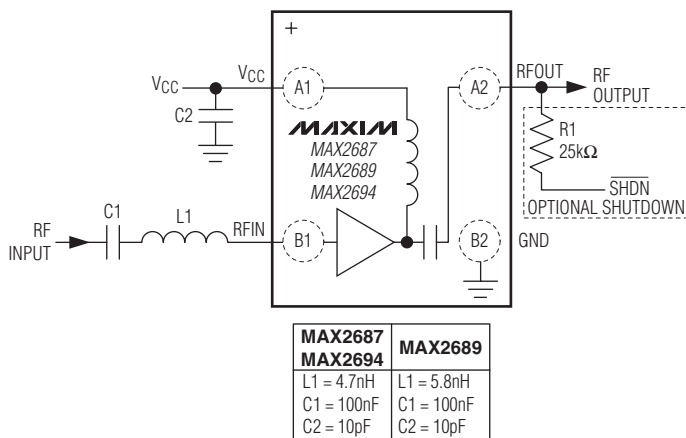 +
VCC
VCC
A1
A2
RFOUT
RF
OUTPUT
C2
MAXIM
MAX2687
MAX2689
MAX2694
R1
25kΩ
SHDN
OPTIONAL SHUTDOWN
C1
L1
RFIN
RF
INPUT
B1
B2
GND
MAX2687
MAX2694
MAX2689
L1 = 4.7nH
L1 = 5.8nH
C1 = 100nF
C1 = 100nF
C2 = 10pF
C2 = 10pF